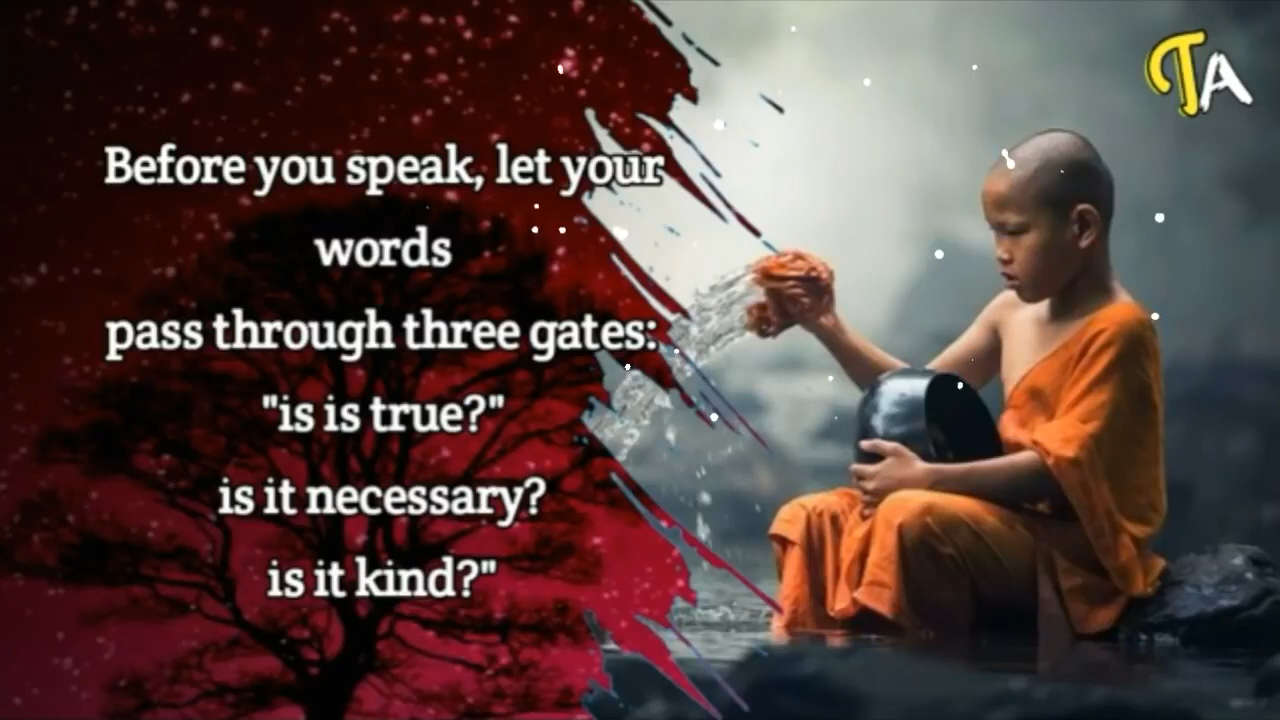 Before you speak, let your
words
pass through three gates:
"is is true?"
is it necessary?
is it kind?"
TA